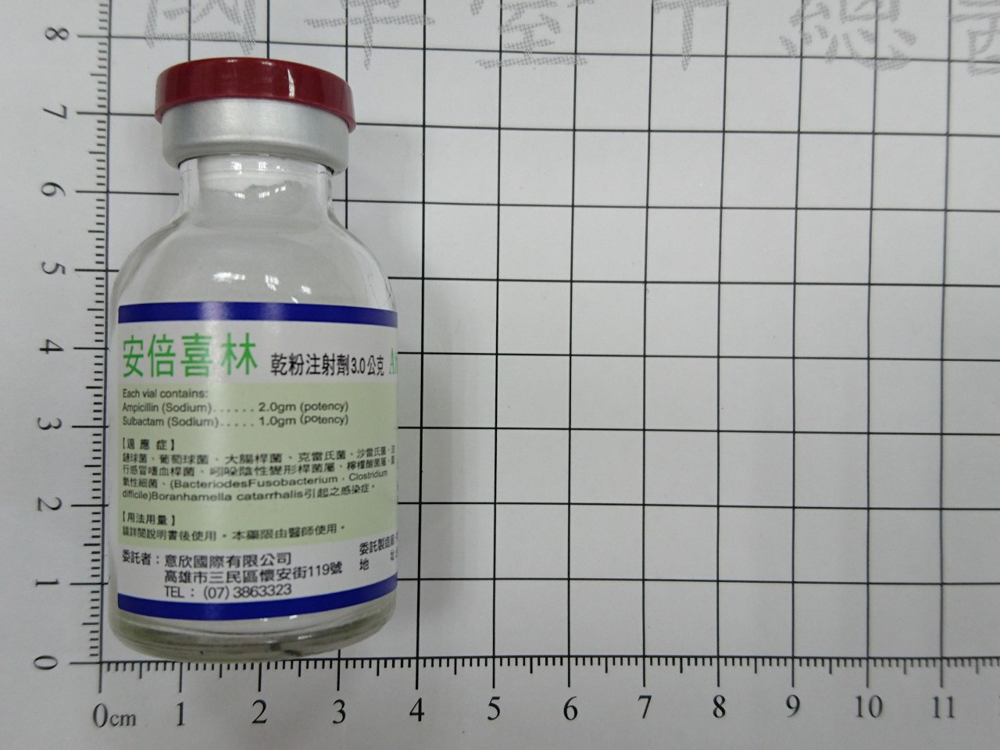 國軍臺中總
8
7
6
5
4
3
2
1
0
安倍喜林 乾粉注射劑3.0公克
Each vial contains:
Ampicillin (Sodium)...... 2.0gm (potency)
Sulbactam (Sodium)..... 1.0gm (potency)
【適應症】
鏈球菌、葡萄球菌、大腸桿菌、克雷氏菌、沙雷氏菌、
行感冒嗜血桿菌、吲哚陰性變形桿菌屬、檸檬酸菌屬、
氧性細菌、(BacteriodesFusobacterium、Clostridium
difficile)Boranhamella catarrhalis引起之感染症。
【用法用量】
請詳閱說明書後使用。本藥限由醫師使用。
委託者：意欣國際有限公司
高雄市三民區懷安街119號
TEL：(07) 3863323
委託製造廠
地 址
0cm 1 2 3 4 5 6 7 8 9 10 11